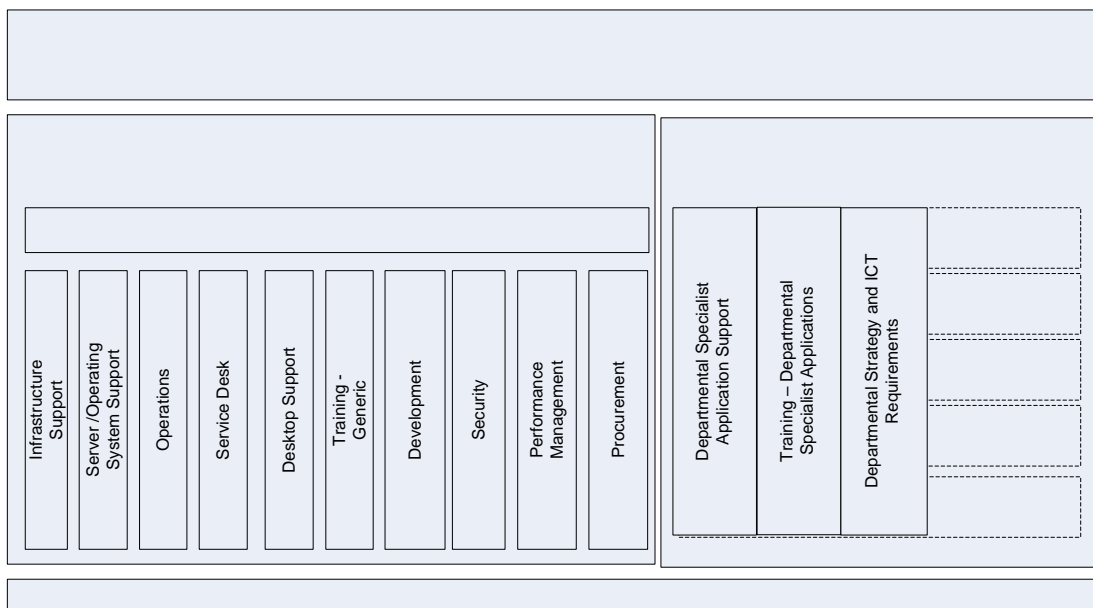 Infrastructure
Support
Server /Operating
System Support
Operations
Service Desk
Desktop Support
Training -
Generic
Development
Security
Performance
Management
Procurement
Departmental Specialist
Application Support
Training – Departmental
Specialist Applications
Departmental Strategy and ICT
Requirements